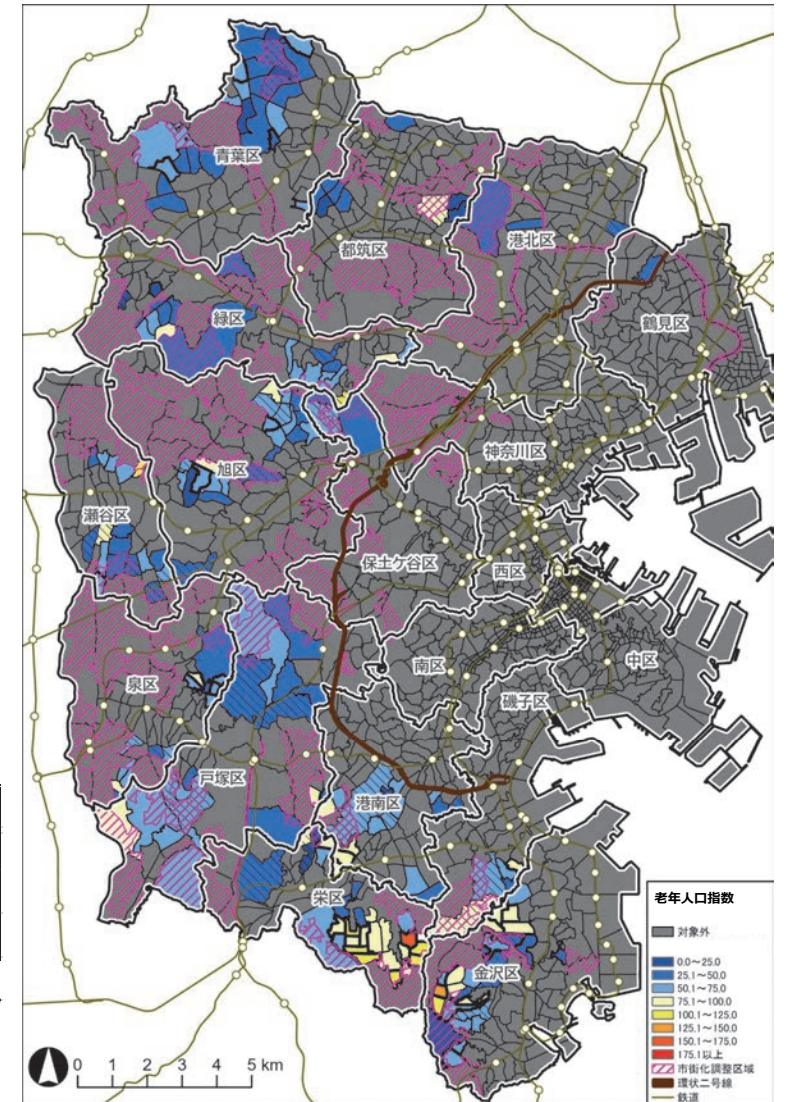 青葉区
都筑区
港北区
緑区
鶴見区
旭区
神奈川区
瀬谷区
保土ケ谷区
西区
南区
中区
泉区
磯子区
戸塚区
港南区
栄区
金沢区
老年人口指数
対象外
0.0～25.0
25.1～50.0
50.1～75.0
75.1～100.0
100.1～125.0
125.1～150.0
150.1～175.0
175.1以上
市街化調整区域
環状二号線
鉄道
0 1 2 3 4 5 km